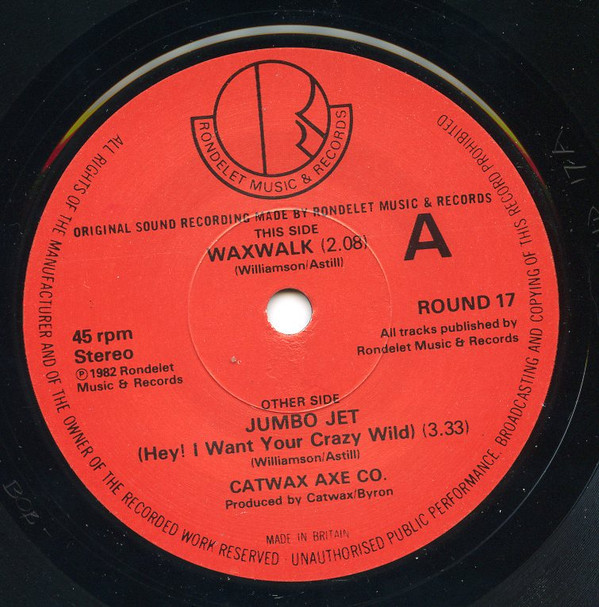 RONDELET MUSIC & RECORDS
ORIGINAL SOUND RECORDING MADE BY RONDELET MUSIC & RECORDS
THIS SIDE
WAXWALK (2.08)
(Williamson/Astill)
A
ROUND 17
All tracks published by
Rondelet Music & Records
45 rpm
Stereo
Ⓟ1982 Rondelet
Music & Records
OTHER SIDE
JUMBO JET
(Hey! I Want Your Crazy Wild) (3.33)
(Williamson/Astill)
CATWAX AXE CO.
Produced by Catwax/Byron
MADE IN BRITAIN
ALL RIGHTS OF THE MANUFACTURER AND OF THE OWNER OF THE RECORDED WORK RESERVED · UNAUTHORISED PUBLIC PERFORMANCE, BROADCASTING AND COPYING OF THIS RECORD PROHIBITED